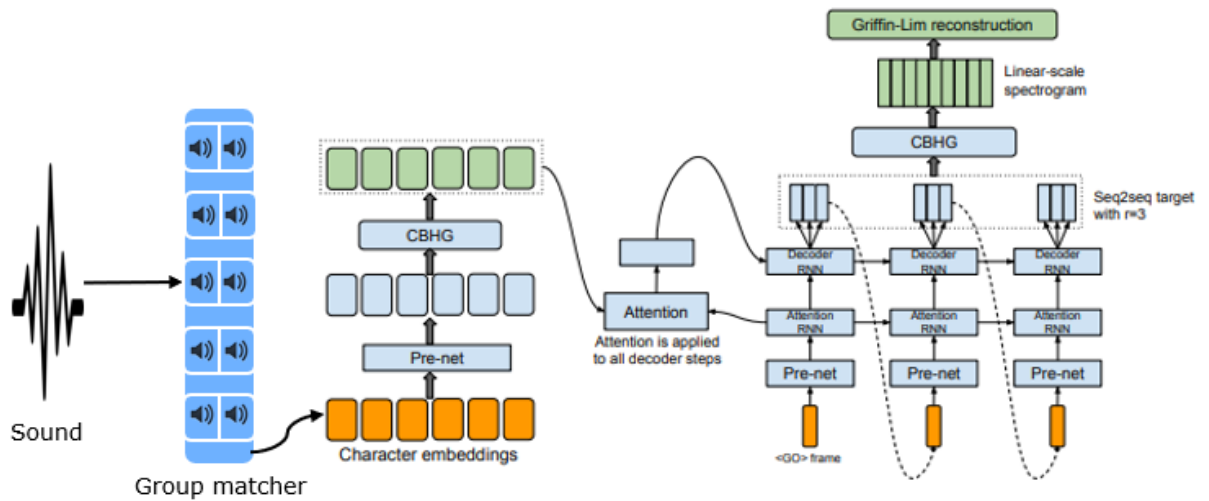 Sound
Group matcher
CBHG
Pre-net
Character embeddings
Attention
Attention is applied
to all decoder steps
Griffin-Lim reconstruction
Linear-scale
spectrogram
CBHG
Seq2seq target
with r=3
Decoder
RNN
Decoder
RNN
Decoder
RNN
Attention
RNN
Attention
RNN
Attention
RNN
Pre-net
Pre-net
Pre-net
<GO> frame